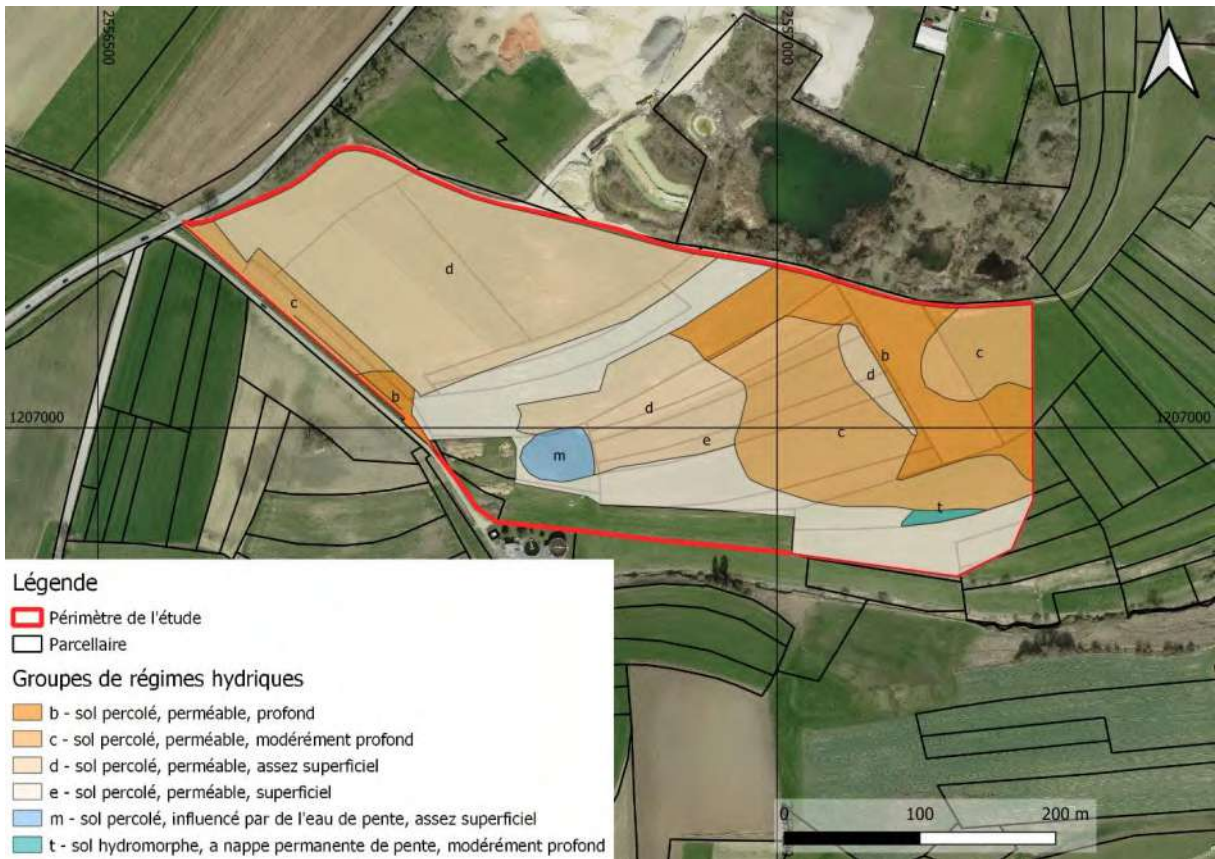 2556500
2557000
d
c
b
c
d
b
d
e
c
m
t
1207000
1207000
Légende
Périmètre de l'étude
Parcellaire
Groupes de régimes hydriques
b - sol percolé, perméable, profond
c - sol percolé, perméable, modérément profond
d - sol percolé, perméable, assez superficiel
e - sol percolé, perméable, superficiel
m - sol percolé, influencé par de l'eau de pente, assez superficiel
t - sol hydromorphe, a nappe permanente de pente, modérément profond
0 100 200 m